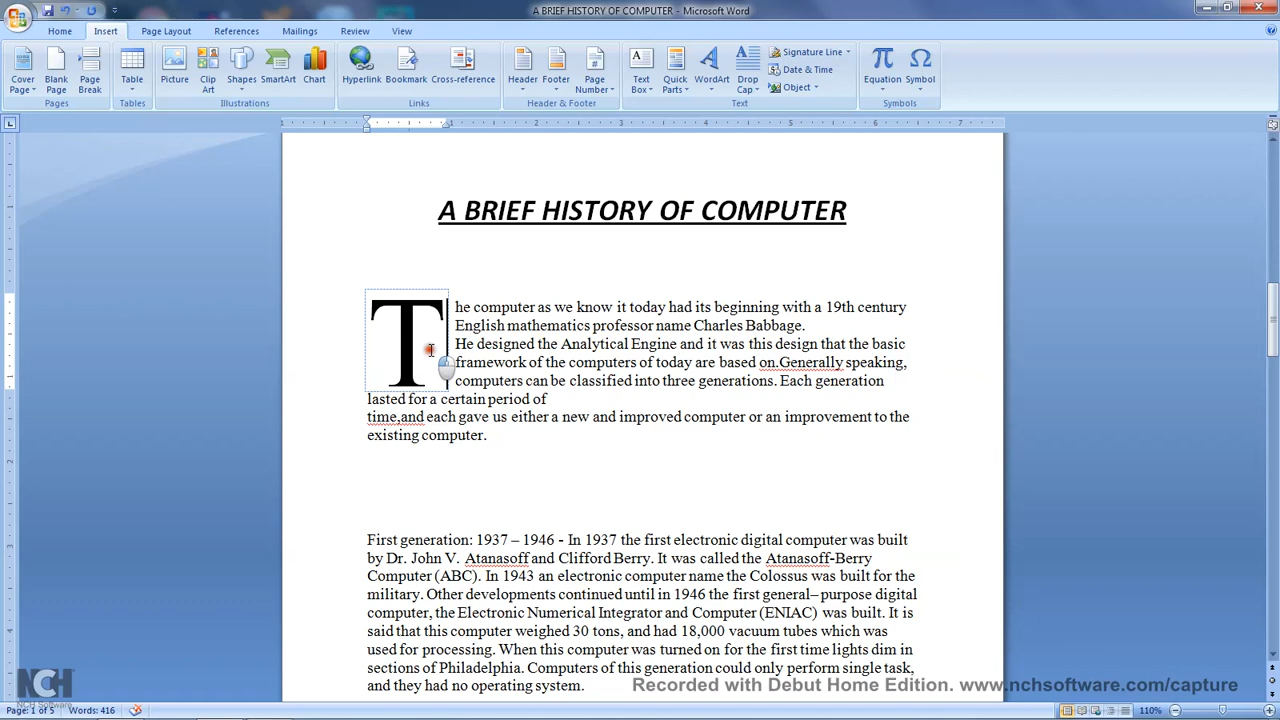 A BRIEF HISTORY OF COMPUTER - Microsoft Word
Home Insert Page Layout References Mailings Review View
Cover Page Blank Page Page Break Table Picture Clip Art Shapes SmartArt Chart Hyperlink Bookmark Cross-reference Header Footer Page Number Text Box Quick Parts WordArt Drop Cap Signature Line Date & Time Object Equation Symbol
Pages Tables Illustrations Links Header & Footer Text Symbols
1 1 2 3 4 5 6 7
A BRIEF HISTORY OF COMPUTER
The computer as we know it today had its beginning with a 19th century
English mathematics professor name Charles Babbage.
He designed the Analytical Engine and it was this design that the basic
framework of the computers of today are based on.Generally speaking,
computers can be classified into three generations. Each generation
lasted for a certain period of
time,and each gave us either a new and improved computer or an improvement to the
existing computer.
First generation: 1937 – 1946 - In 1937 the first electronic digital computer was built
by Dr. John V. Atanasoff and Clifford Berry. It was called the Atanasoff-Berry
Computer (ABC). In 1943 an electronic computer name the Colossus was built for the
military. Other developments continued until in 1946 the first general– purpose digital
computer, the Electronic Numerical Integrator and Computer (ENIAC) was built. It is
said that this computer weighed 30 tons, and had 18,000 vacuum tubes which was
used for processing. When this computer was turned on for the first time lights dim in
sections of Philadelphia. Computers of this generation could only perform single task,
and they had no operating system.
NCH
NCH Software
Recorded with Debut Home Edition. www.nchsoftware.com/capture
Page: 1 of 5 Words: 416 110%